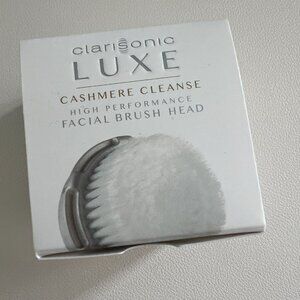 clarisonic
LUXE
CASHMERE CLEANSE
HIGH PERFORMANCE
FACIAL BRUSH HEAD